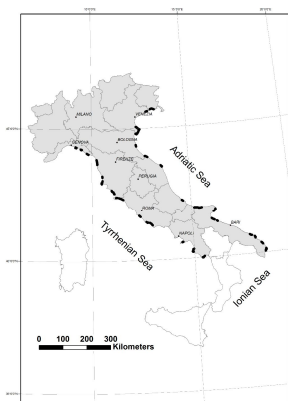 MILANO
VENEZIA
GENOVA
BOLOGNA
FIRENZE
PERUGIA
ROMA
NAPOLI
BARI
Adriatic Sea
Tyrrhenian Sea
Ionian Sea
0 100 200 300
Kilometers